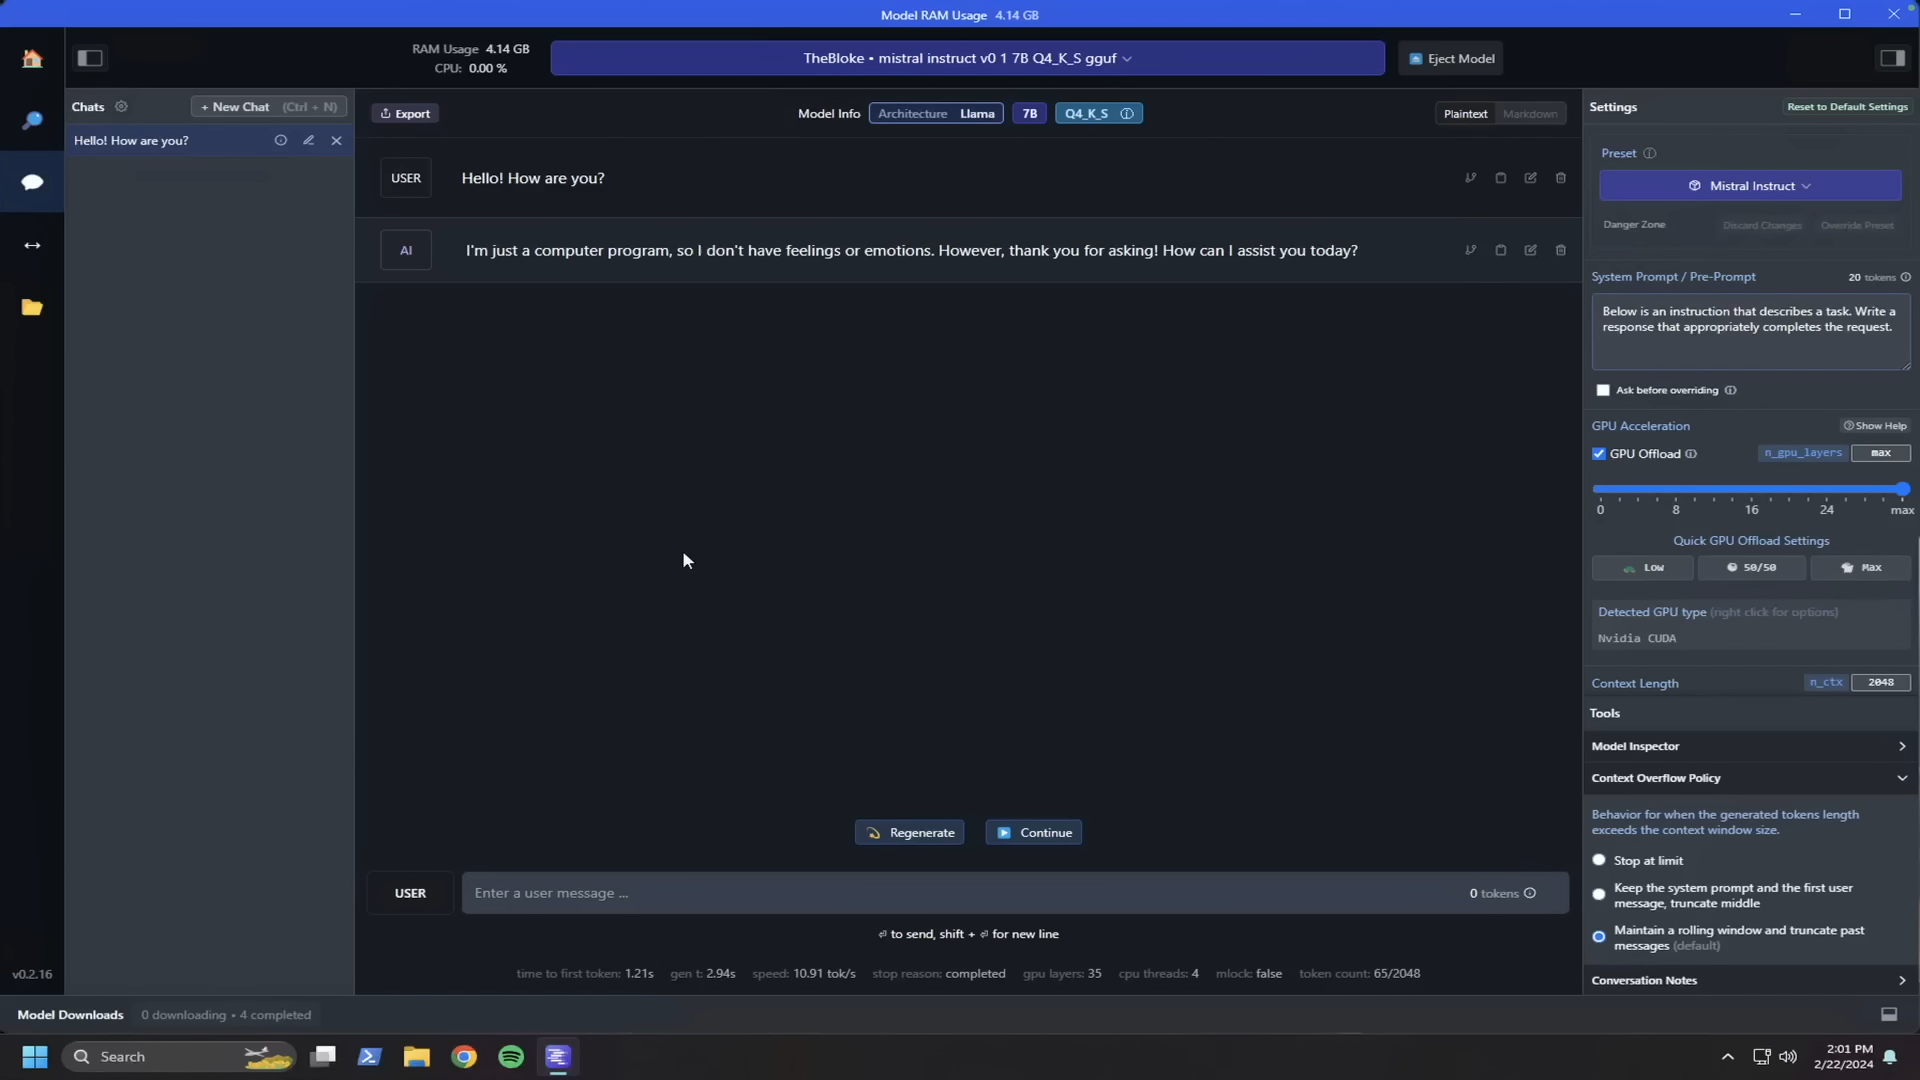 Model RAM Usage 4.14 GB
RAM Usage 4.14 GB
CPU: 0.00 %
TheBloke • mistral instruct v0 1 7B Q4_K_S gguf
Eject Model
Chats
+ New Chat (Ctrl + N)
Hello! How are you?
Export
Model Info Architecture Llama 7B Q4_K_S
Plaintext Markdown
USER Hello! How are you?
AI I'm just a computer program, so I don't have feelings or emotions. However, thank you for asking! How can I assist you today?
Regenerate Continue
USER Enter a user message ... 0 tokens
⏎ to send, shift + ⏎ for new line
time to first token: 1.21s gen t: 2.94s speed: 10.91 tok/s stop reason: completed gpu layers: 35 cpu threads: 4 mlock: false token count: 65/2048
Settings Reset to Default Settings
Preset
Mistral Instruct
Danger Zone Discard Changes Override Preset
System Prompt / Pre-Prompt 20 tokens
Below is an instruction that describes a task. Write a
response that appropriately completes the request.
Ask before overriding
GPU Acceleration Show Help
GPU Offload n_gpu_layers max
0 8 16 24 max
Quick GPU Offload Settings
Low 50/50 Max
Detected GPU type (right click for options)
Nvidia CUDA
Context Length n_ctx 2048
Tools
Model Inspector
Context Overflow Policy
Behavior for when the generated tokens length
exceeds the context window size.
Stop at limit
Keep the system prompt and the first user
message, truncate middle
Maintain a rolling window and truncate past
messages (default)
Conversation Notes
v0.2.16
Model Downloads 0 downloading • 4 completed
Search
2:01 PM
2/22/2024